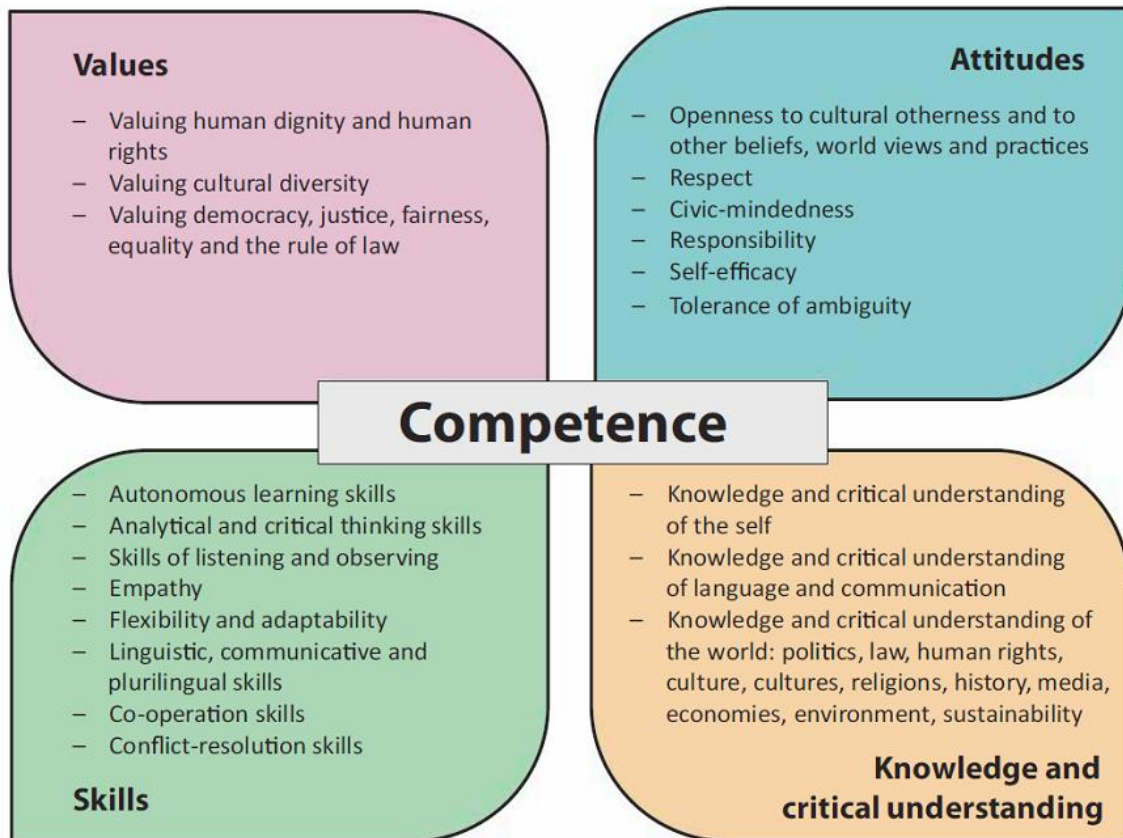 Values
– Valuing human dignity and human
rights
– Valuing cultural diversity
– Valuing democracy, justice, fairness,
equality and the rule of law
Attitudes
– Openness to cultural otherness and to
other beliefs, world views and practices
– Respect
– Civic-mindedness
– Responsibility
– Self-efficacy
– Tolerance of ambiguity
Competence
– Autonomous learning skills
– Analytical and critical thinking skills
– Skills of listening and observing
– Empathy
– Flexibility and adaptability
– Linguistic, communicative and
plurilingual skills
– Co-operation skills
– Conflict-resolution skills
Skills
– Knowledge and critical understanding
of the self
– Knowledge and critical understanding
of language and communication
– Knowledge and critical understanding of
the world: politics, law, human rights,
culture, cultures, religions, history, media,
economies, environment, sustainability
Knowledge and
critical understanding